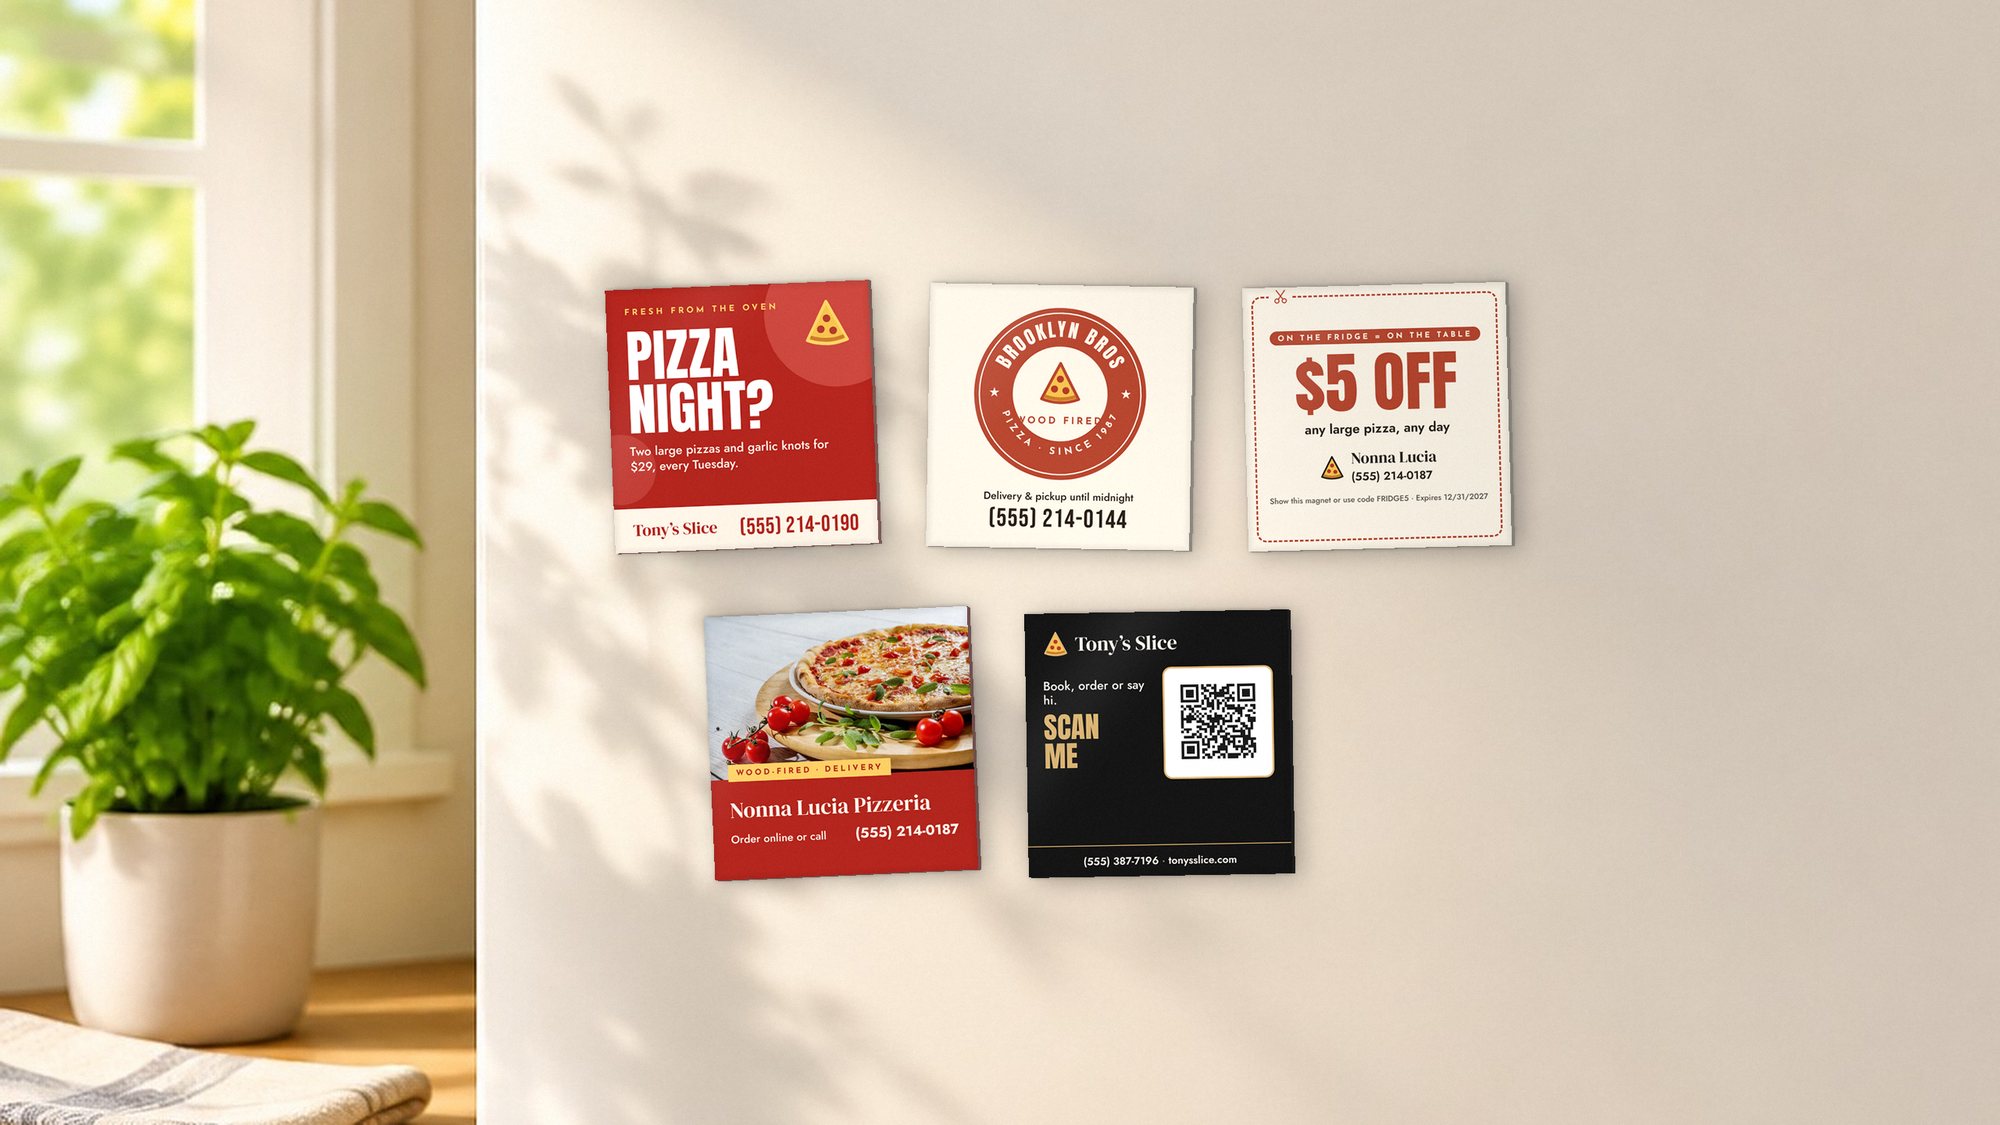 FRESH FROM THE OVEN
PIZZA
NIGHT?
Two large pizzas and garlic knots for
$29, every Tuesday.
Tony's Slice (555) 214-0190
BROOKLYN BROS
WOOD FIRED
PIZZA · SINCE 1987
Delivery & pickup until midnight
(555) 214-0144
ON THE FRIDGE = ON THE TABLE
$5 OFF
any large pizza, any day
Nonna Lucia
(555) 214-0187
Show this magnet or use code FRIDGE5 · Expires 12/31/2027
WOOD-FIRED · DELIVERY
Nonna Lucia Pizzeria
Order online or call (555) 214-0187
Tony's Slice
Book, order or say
hi.
SCAN
ME
(555) 387-7196 · tonysslice.com